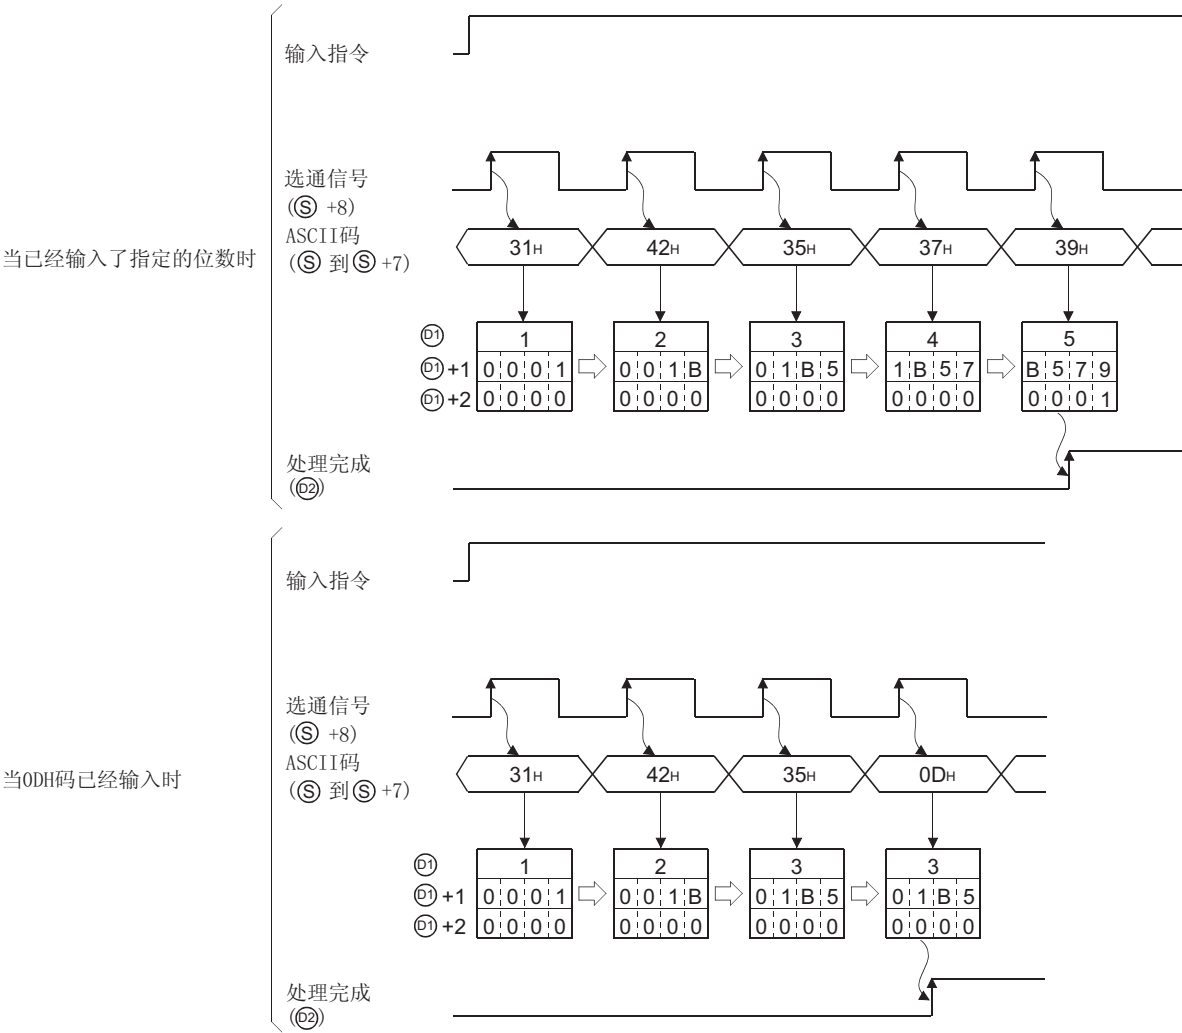 输入指令
选通信号
(Ⓢ +8)
ASCII码
(Ⓢ 到Ⓢ +7)
当已经输入了指定的位数时
31H 42H 35H 37H 39H
D1 1 2 3 4 5
D1 +1 0 0 0 1 0 0 1 B 0 1 B 5 1 B 5 7 B 5 7 9
D1 +2 0 0 0 0 0 0 0 0 0 0 0 0 0 0 0 0 0 0 0 1
处理完成
(D2)
输入指令
选通信号
(Ⓢ +8)
ASCII码
(Ⓢ 到Ⓢ +7)
当0DH码已经输入时
31H 42H 35H 0DH
D1 1 2 3 3
D1 +1 0 0 0 1 0 0 1 B 0 1 B 5 0 1 B 5
D1 +2 0 0 0 0 0 0 0 0 0 0 0 0 0 0 0 0
处理完成
(D2)